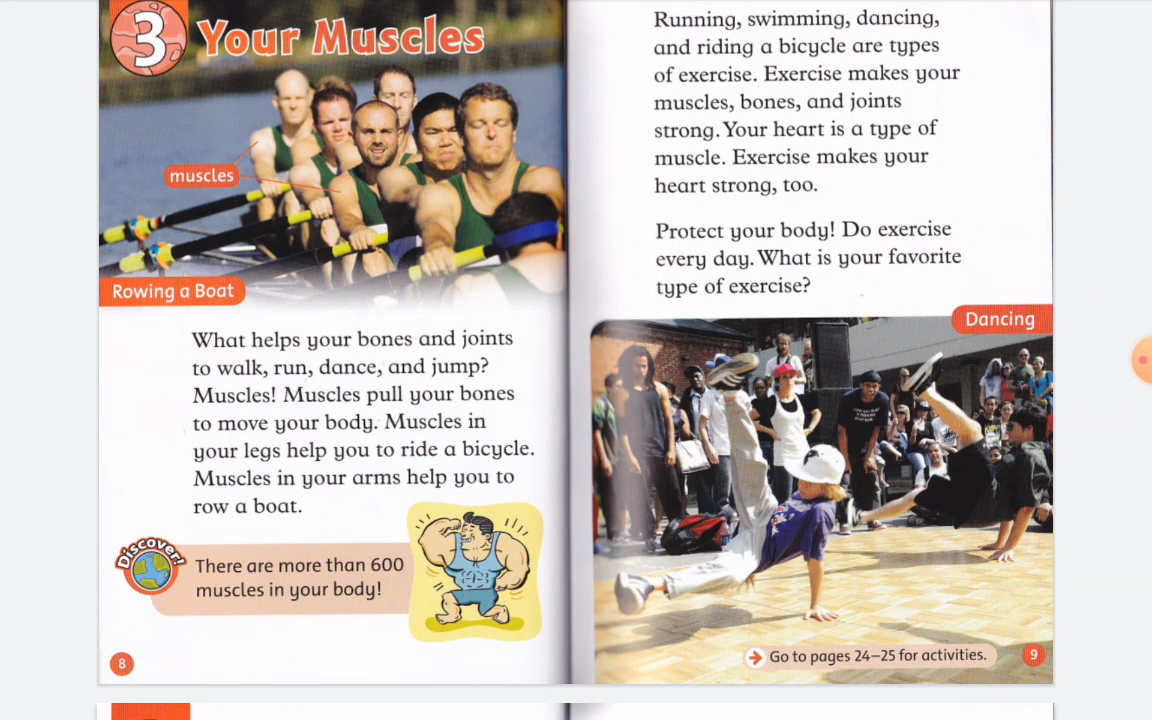 3 Your Muscles
muscles
Rowing a Boat
What helps your bones and joints
to walk, run, dance, and jump?
Muscles! Muscles pull your bones
to move your body. Muscles in
your legs help you to ride a bicycle.
Muscles in your arms help you to
row a boat.
Discover!
There are more than 600
muscles in your body!
8
Running, swimming, dancing,
and riding a bicycle are types
of exercise. Exercise makes your
muscles, bones, and joints
strong. Your heart is a type of
muscle. Exercise makes your
heart strong, too.
Protect your body! Do exercise
every day. What is your favorite
type of exercise?
Dancing
Go to pages 24–25 for activities.
9